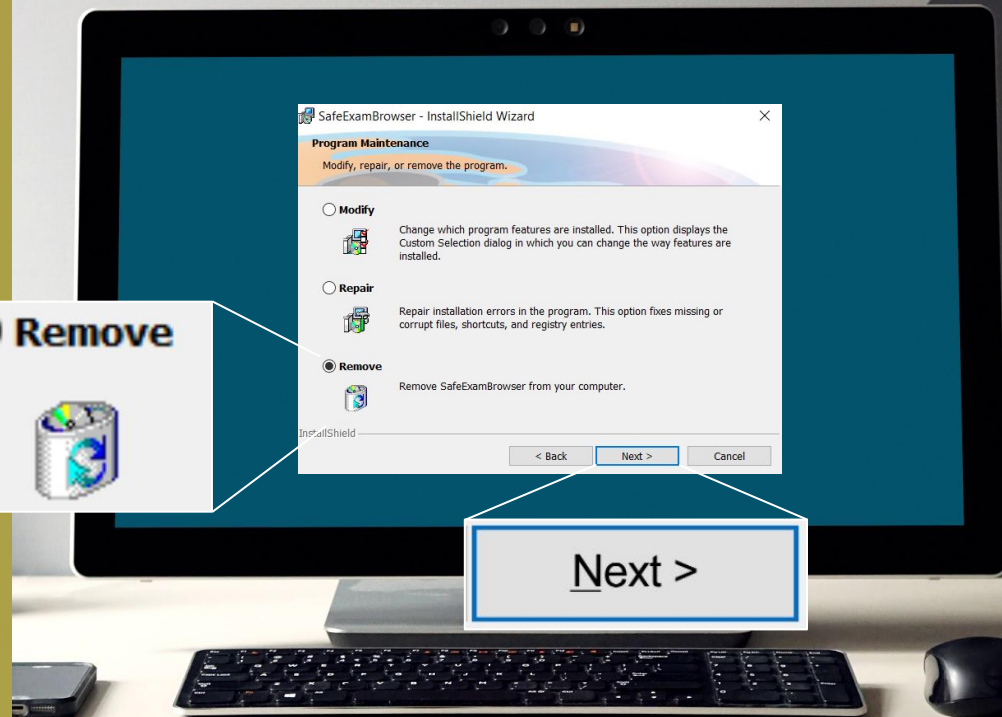 SafeExamBrowser - InstallShield Wizard
Program Maintenance
Modify, repair, or remove the program.
Modify
Change which program features are installed. This option displays the
Custom Selection dialog in which you can change the way features are
installed.
Repair
Repair installation errors in the program. This option fixes missing or
corrupt files, shortcuts, and registry entries.
Remove
Remove
Remove SafeExamBrowser from your computer.
InstallShield
< Back
Next >
Cancel
Next >